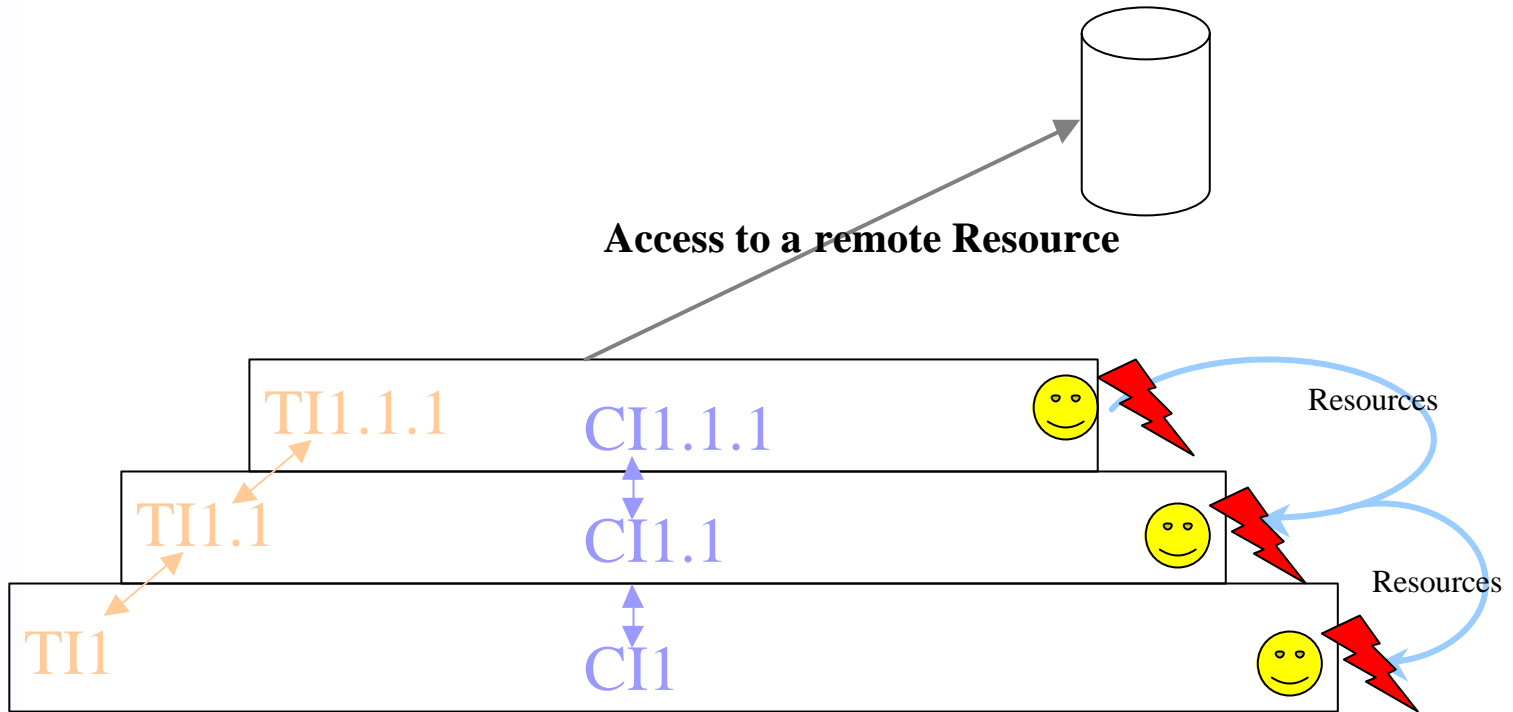 Access to a remote Resource
TI1.1.1
CI1.1.1
Resources
TI1.1
CI1.1
Resources
TI1
CI1